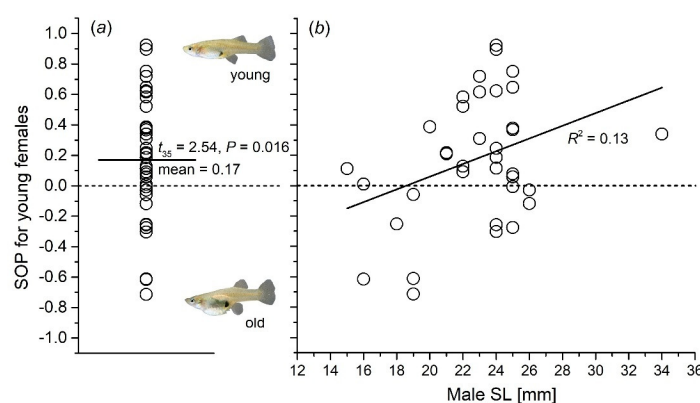 (a)
(b)
SOP for young females
1.0
0.8
0.6
0.4
0.2
0.0
-0.2
-0.4
-0.6
-0.8
-1.0
young
t35 = 2.54, P = 0.016
mean = 0.17
old
R² = 0.13
12 14 16 18 20 22 24 26 28 30 32 34 36
Male SL [mm]